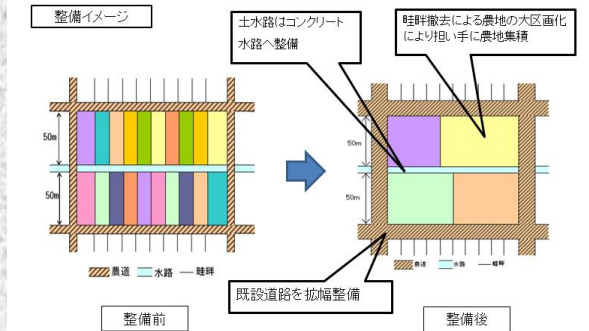 整備イメージ
土水路はコンクリート
水路へ整備
畦畔撤去による農地の大区画化
により担い手に農地集積
50m
50m
農道 水路 畦畔
整備前
50m
50m
農道 水路 畦畔
既設道路を拡幅整備
整備後